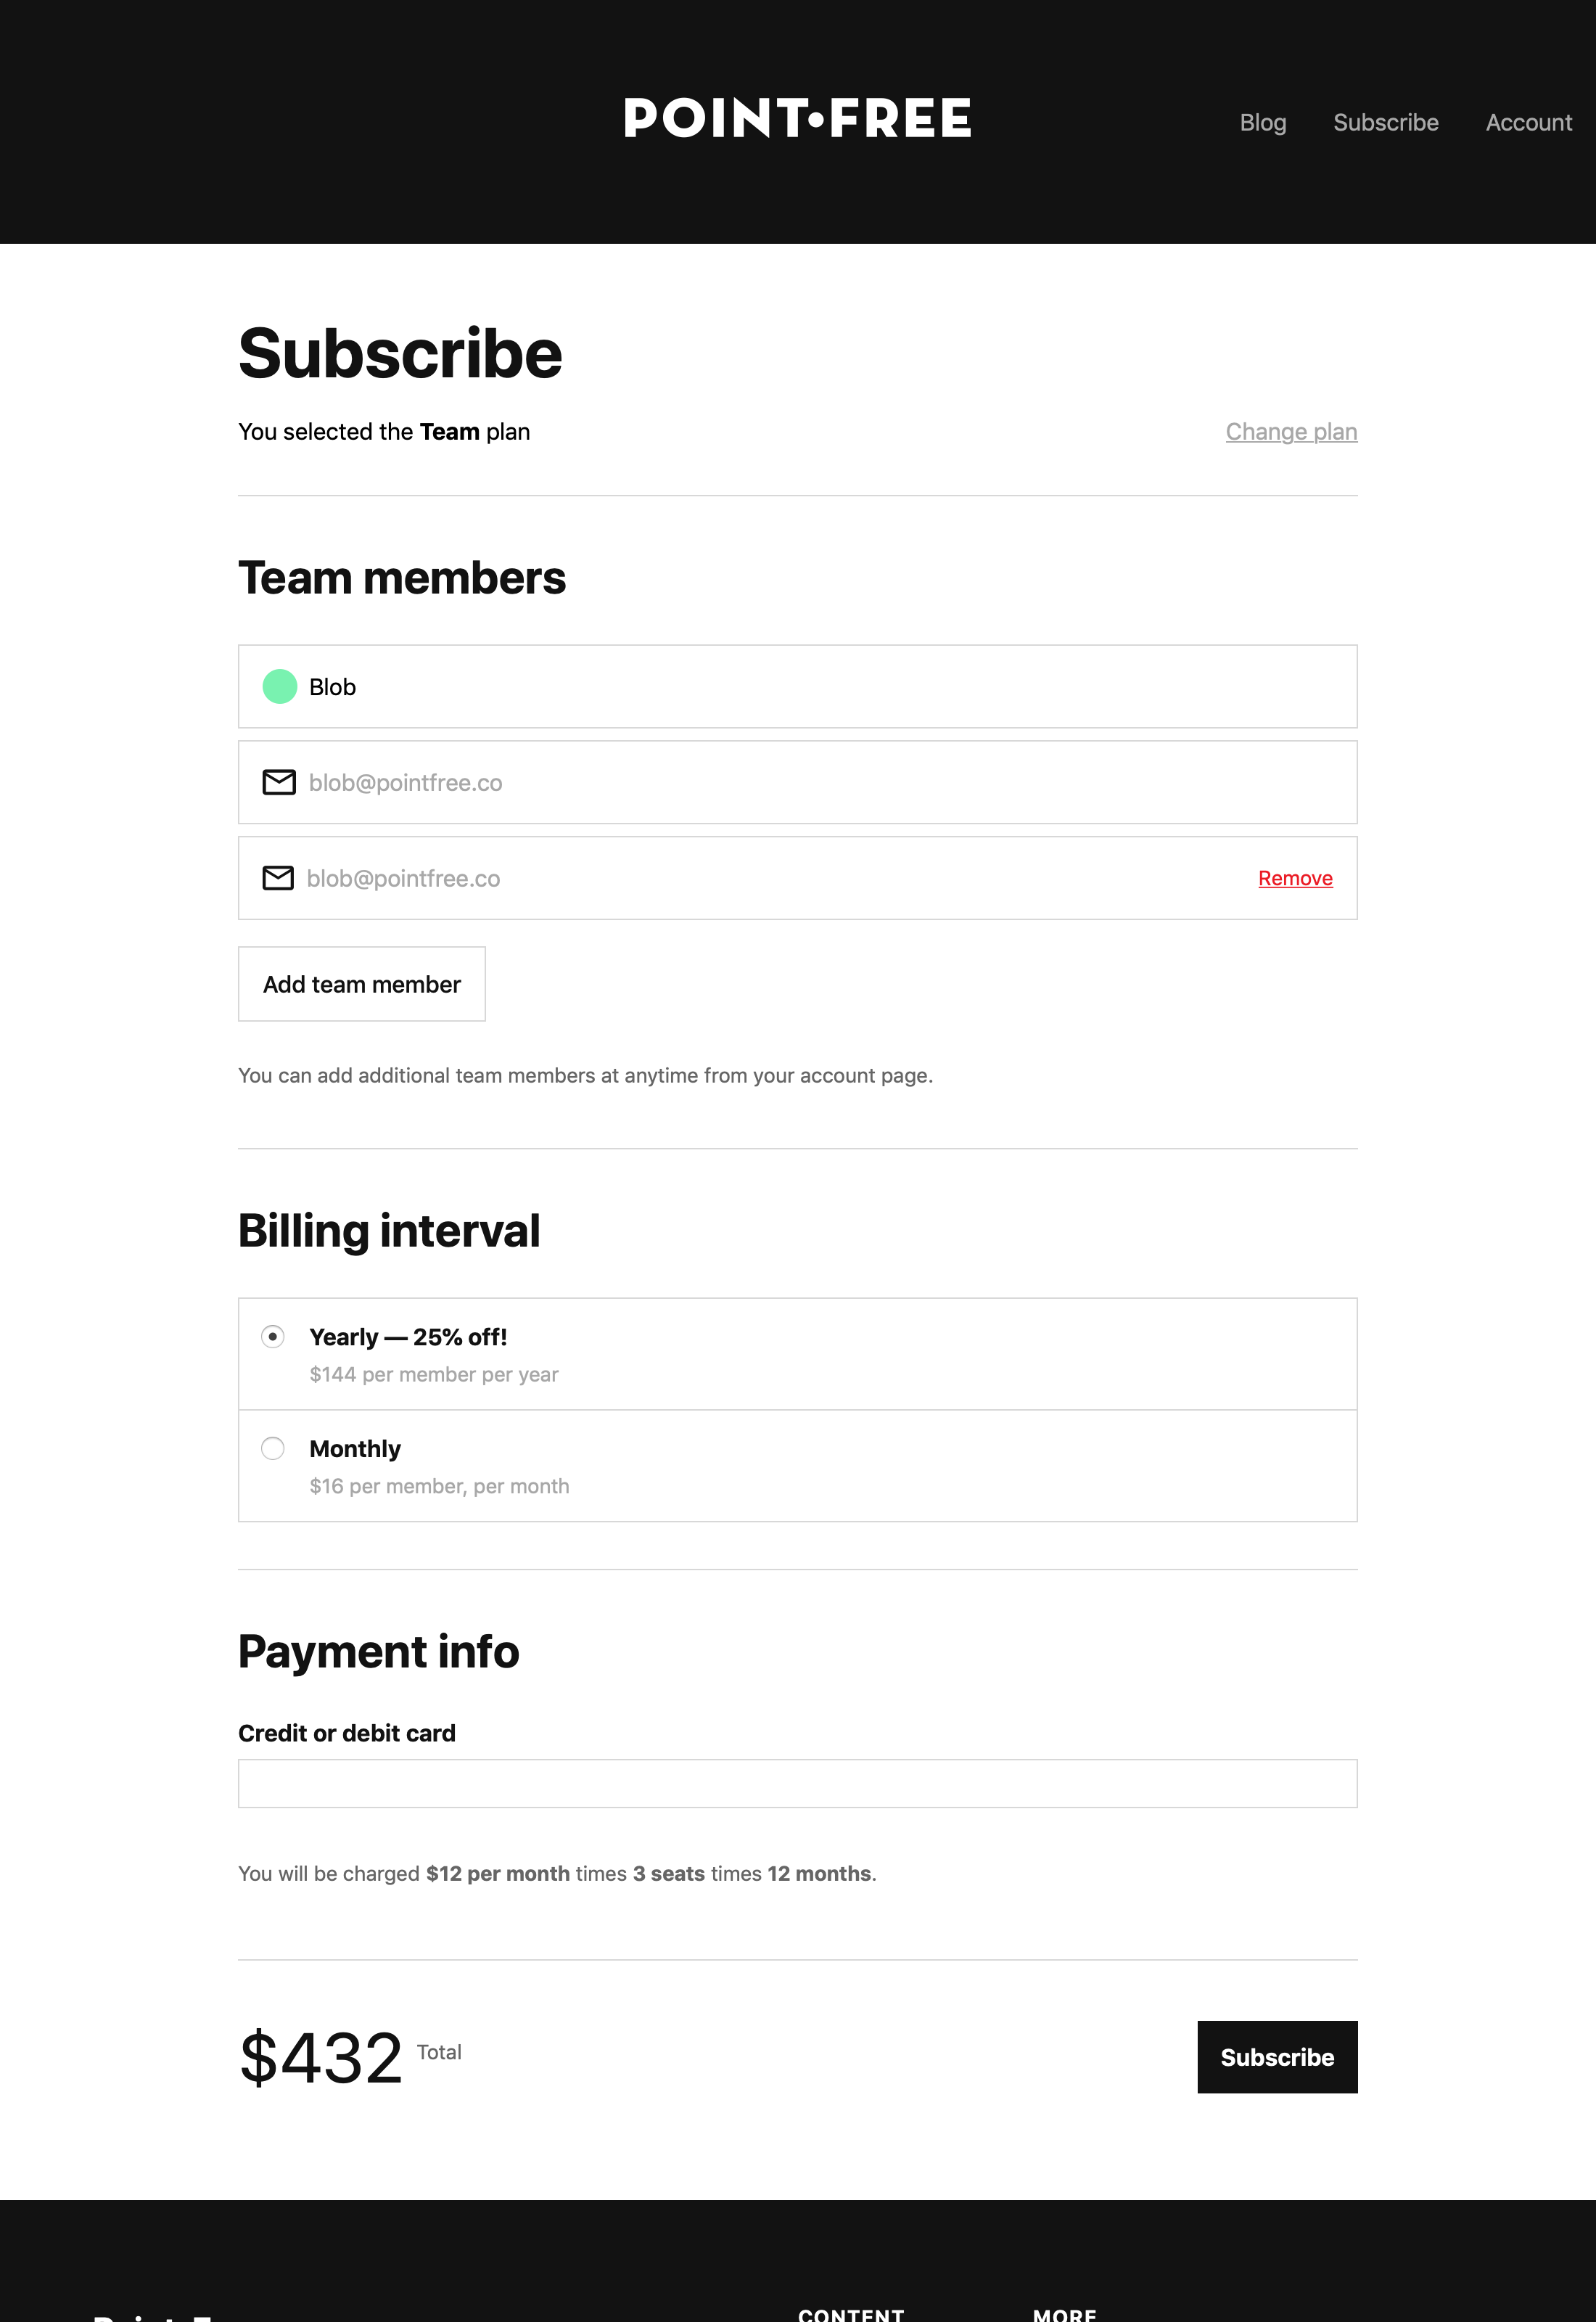 POINT•FREE
Blog Subscribe Account
Subscribe
You selected the Team plan
Change plan
Team members
Blob
blob@pointfree.co
blob@pointfree.co
Remove
Add team member
You can add additional team members at anytime from your account page.
Billing interval
Yearly — 25% off!
$144 per member per year
Monthly
$16 per member, per month
Payment info
Credit or debit card
You will be charged $12 per month times 3 seats times 12 months.
$432 Total
Subscribe
CONTENT
MORE